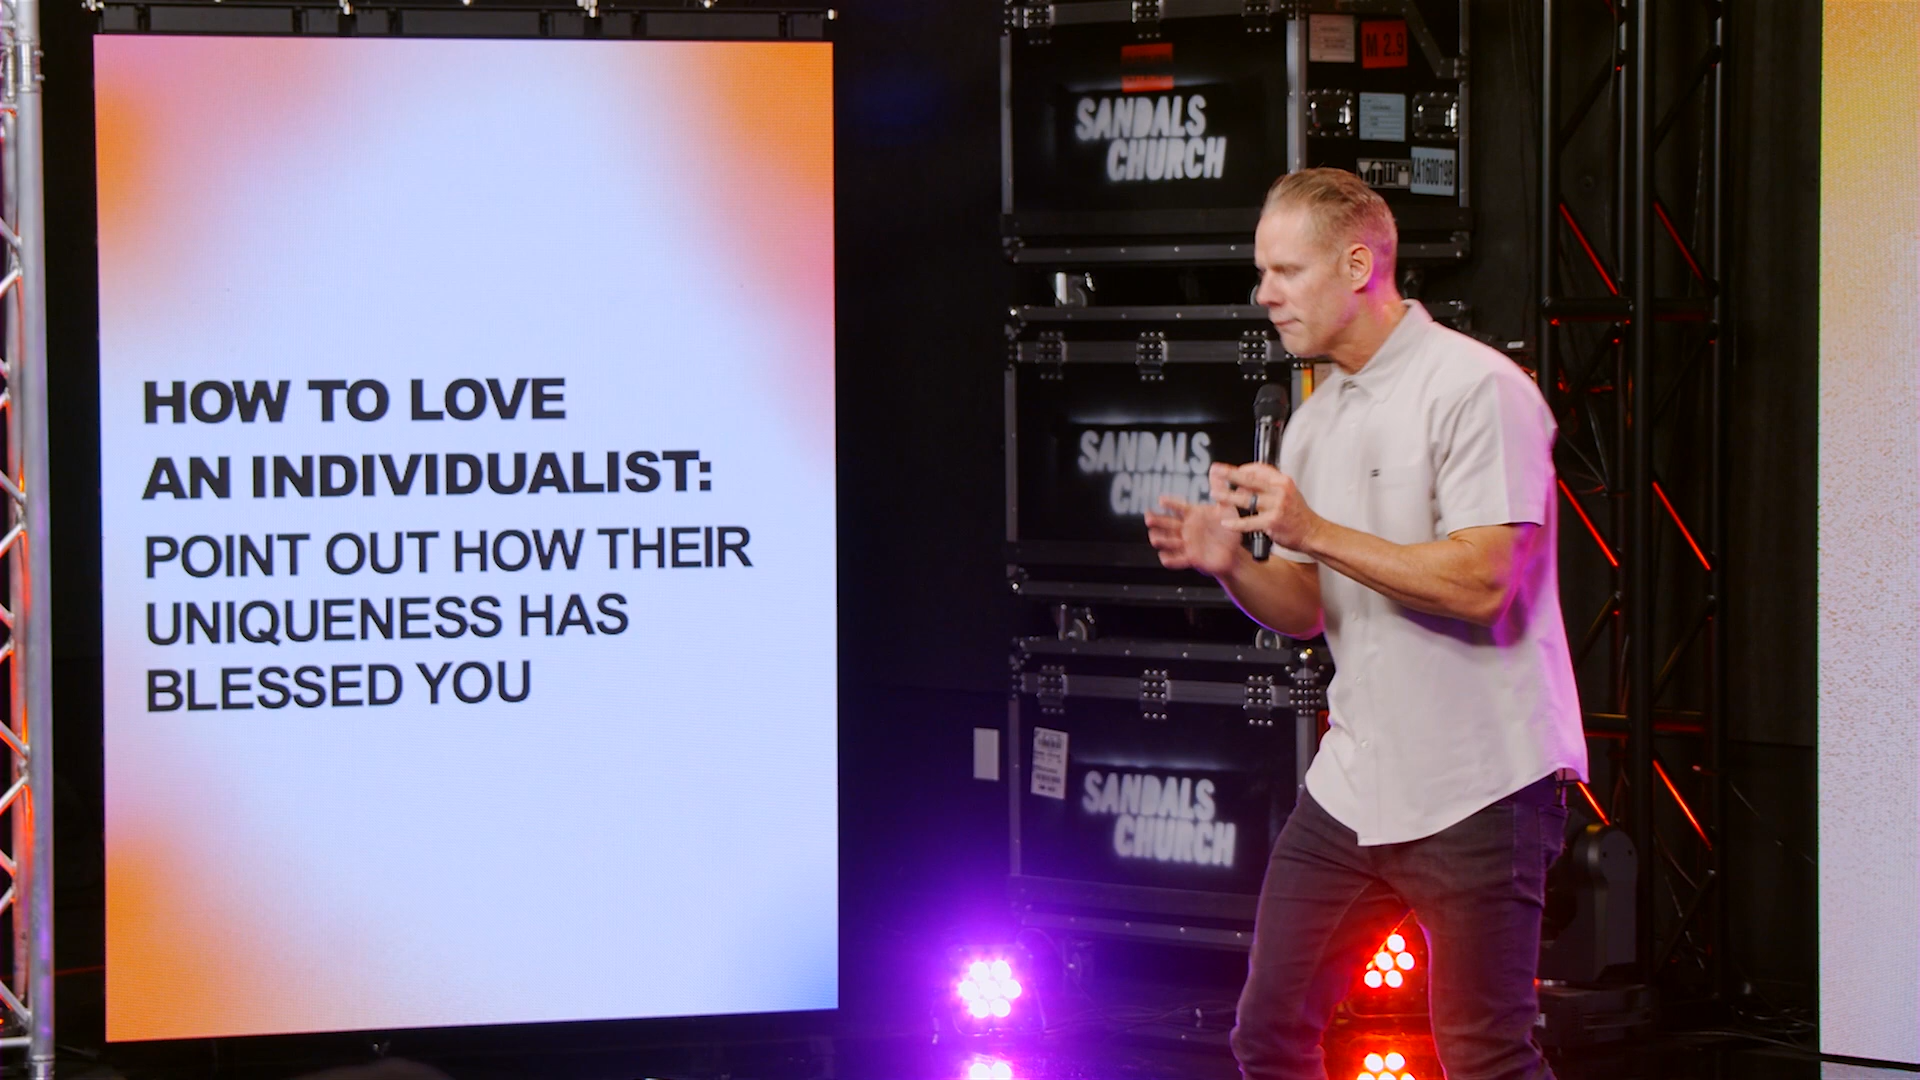 HOW TO LOVE
AN INDIVIDUALIST:
POINT OUT HOW THEIR
UNIQUENESS HAS
BLESSED YOU
SANDALS
CHURCH
M 2.9
KA160019B
SANDALS
SANDALS
CHURCH